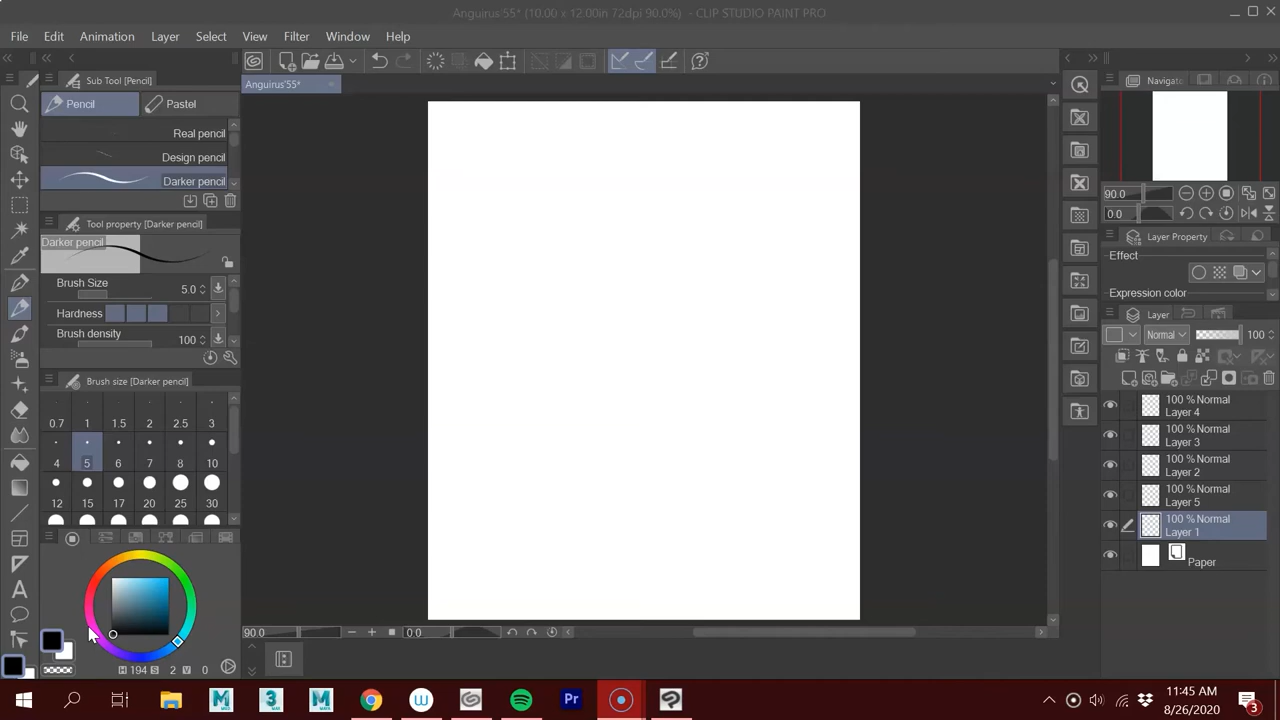 Anguirus'55* (10.00 x 12.00in 72dpi 90.0%) - CLIP STUDIO PAINT PRO
File Edit Animation Layer Select View Filter Window Help
Sub Tool [Pencil]
Anguirus'55*
Navigator
Pencil Pastel
Real pencil
Design pencil
Darker pencil
Tool property [Darker pencil]
Darker pencil
Brush Size 5.0
Hardness
Brush density 100
Brush size [Darker pencil]
0.7 1 1.5 2 2.5 3
4 5 6 7 8 10
12 15 17 20 25 30
H 194 S 2 V 0
90.0 0.0
90.0
0.0
Layer Property
Effect
Expression color
Layer
Normal 100
100 % Normal
Layer 4
100 % Normal
Layer 3
100 % Normal
Layer 2
100 % Normal
Layer 5
100 % Normal
Layer 1
Paper
11:45 AM
8/26/2020
3